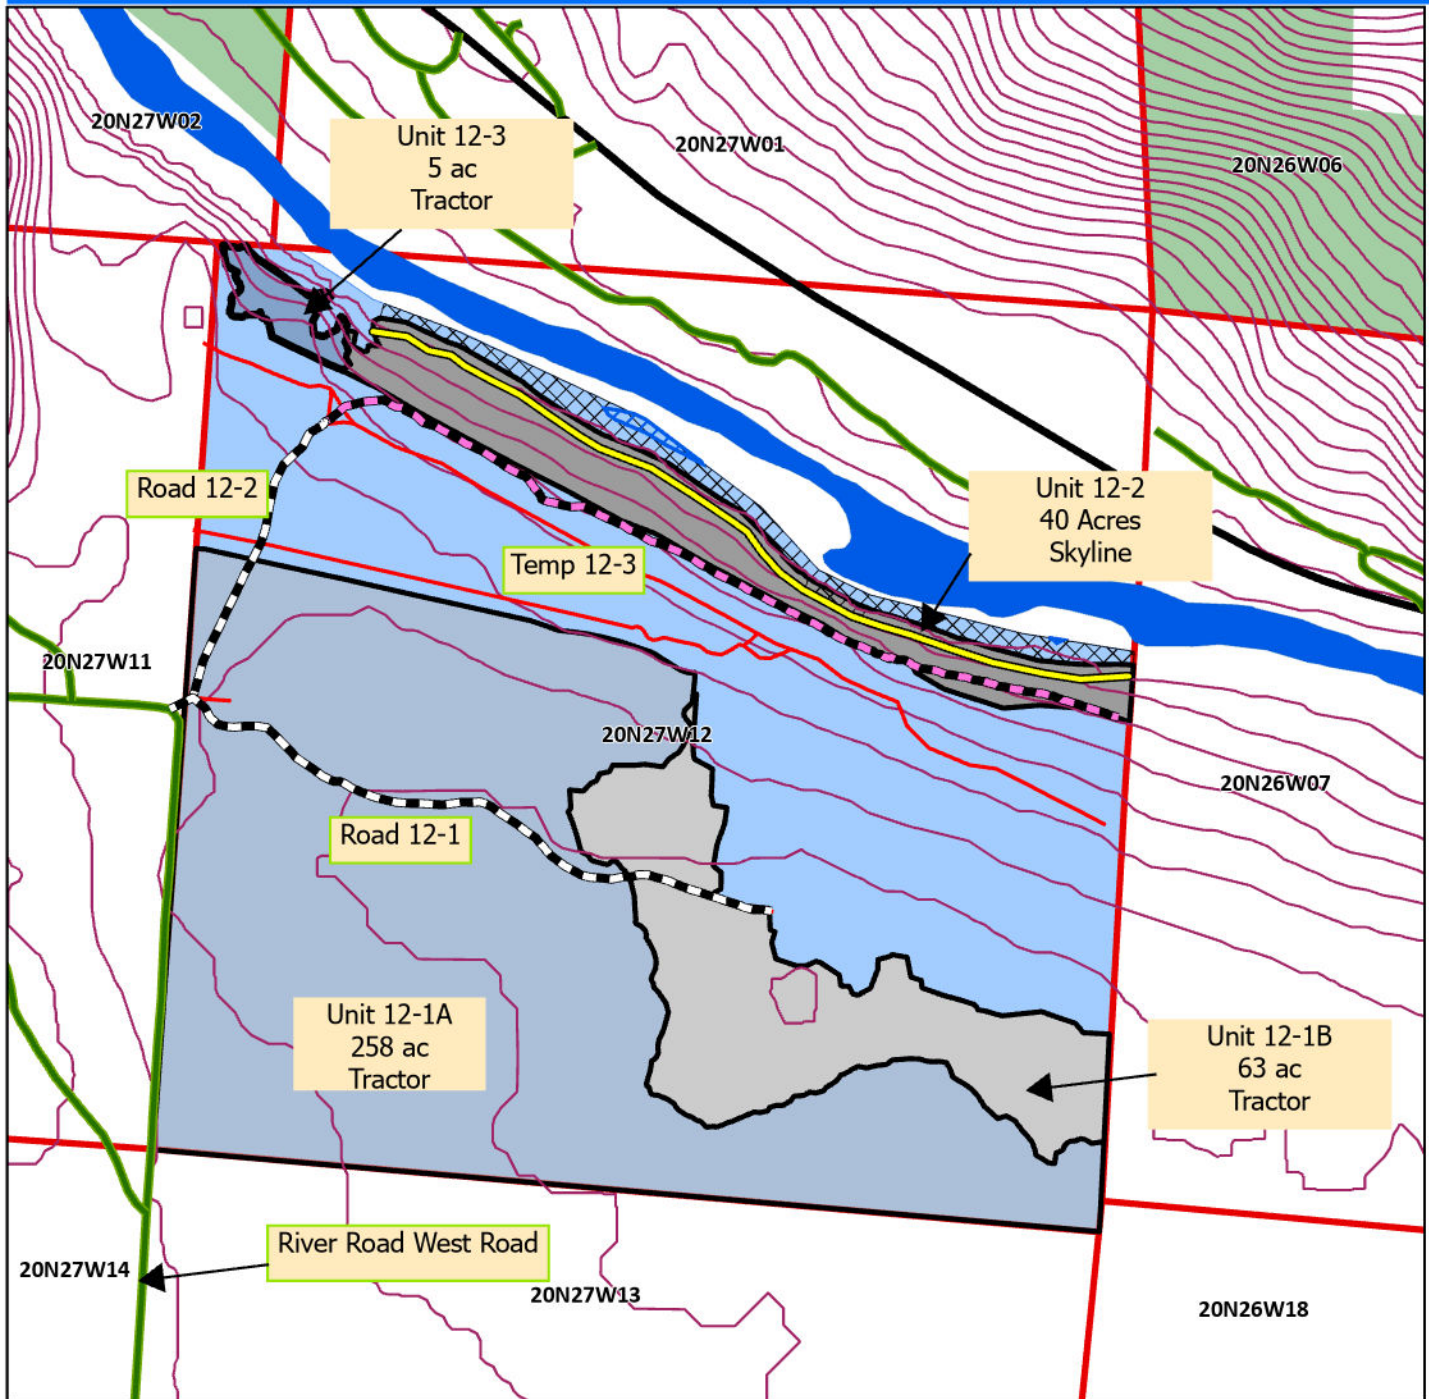 20N27W02
Unit 12-3
5 ac
Tractor
20N27W01
20N26W06
Road 12-2
Unit 12-2
40 Acres
Skyline
Temp 12-3
20N27W11
20N27W12
20N26W07
Road 12-1
Unit 12-1A
258 ac
Tractor
Unit 12-1B
63 ac
Tractor
River Road West Road
20N27W14
20N27W13
20N26W18